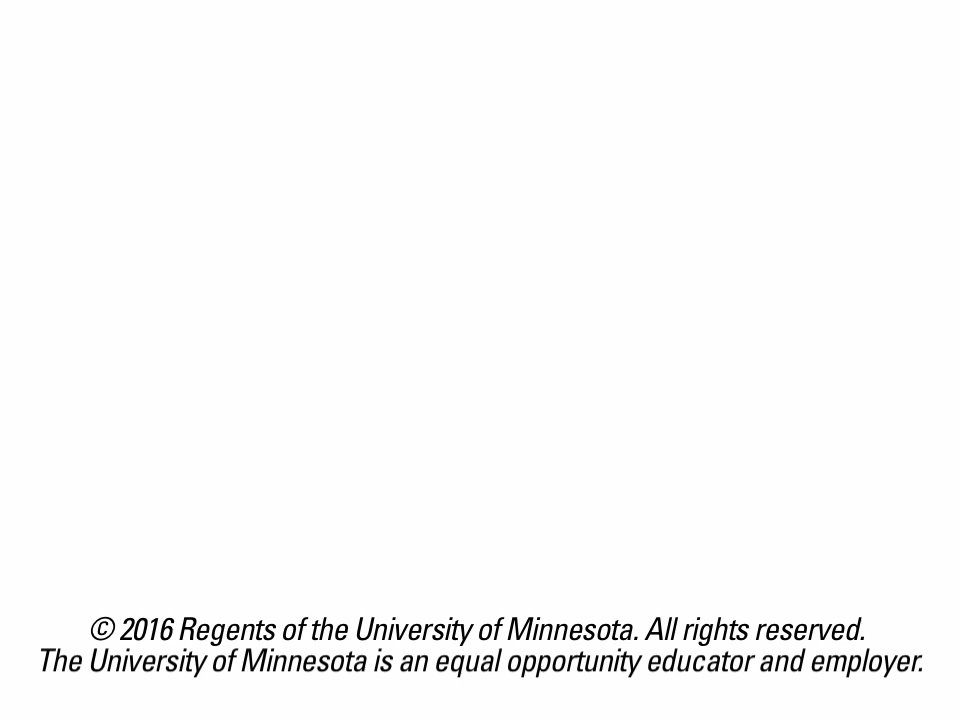 © 2016 Regents of the University of Minnesota. All rights reserved.
The University of Minnesota is an equal opportunity educator and employer.